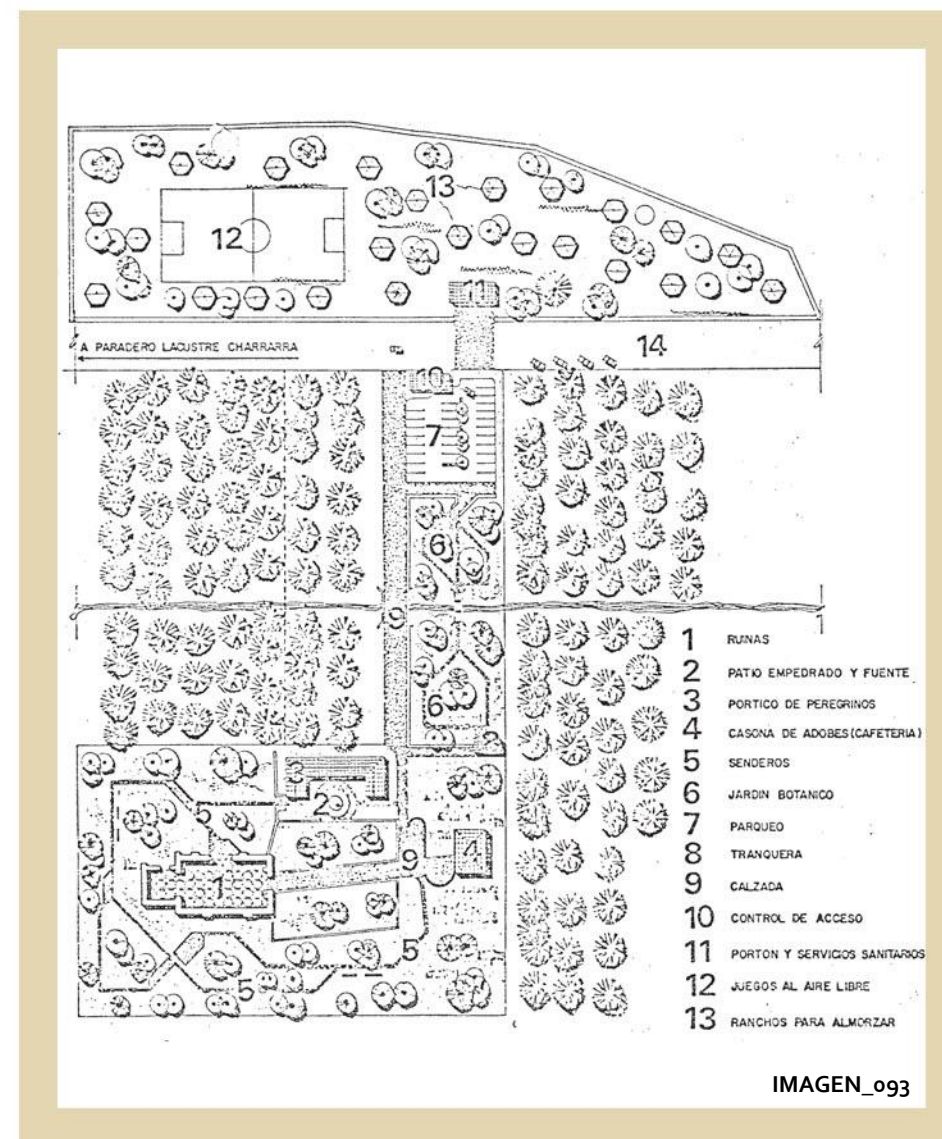 13
12
11
A PARADERO LACUSTRE CHARRARRA
14
10
7
6
9
6
3
2
5
4
1
9
5
5
1 RUINAS
2 PATIO EMPEDRADO Y FUENTE
3 PORTICO DE PEREGRINOS
4 CASONA DE ADOBES (CAFETERIA)
5 SENDEROS
6 JARDIN BOTANICO
7 PARQUEO
8 TRANQUERA
9 CALZADA
10 CONTROL DE ACCESO
11 PORTON Y SERVICIOS SANITARIOS
12 JUEGOS AL AIRE LIBRE
13 RANCHOS PARA ALMORZAR
IMAGEN_093